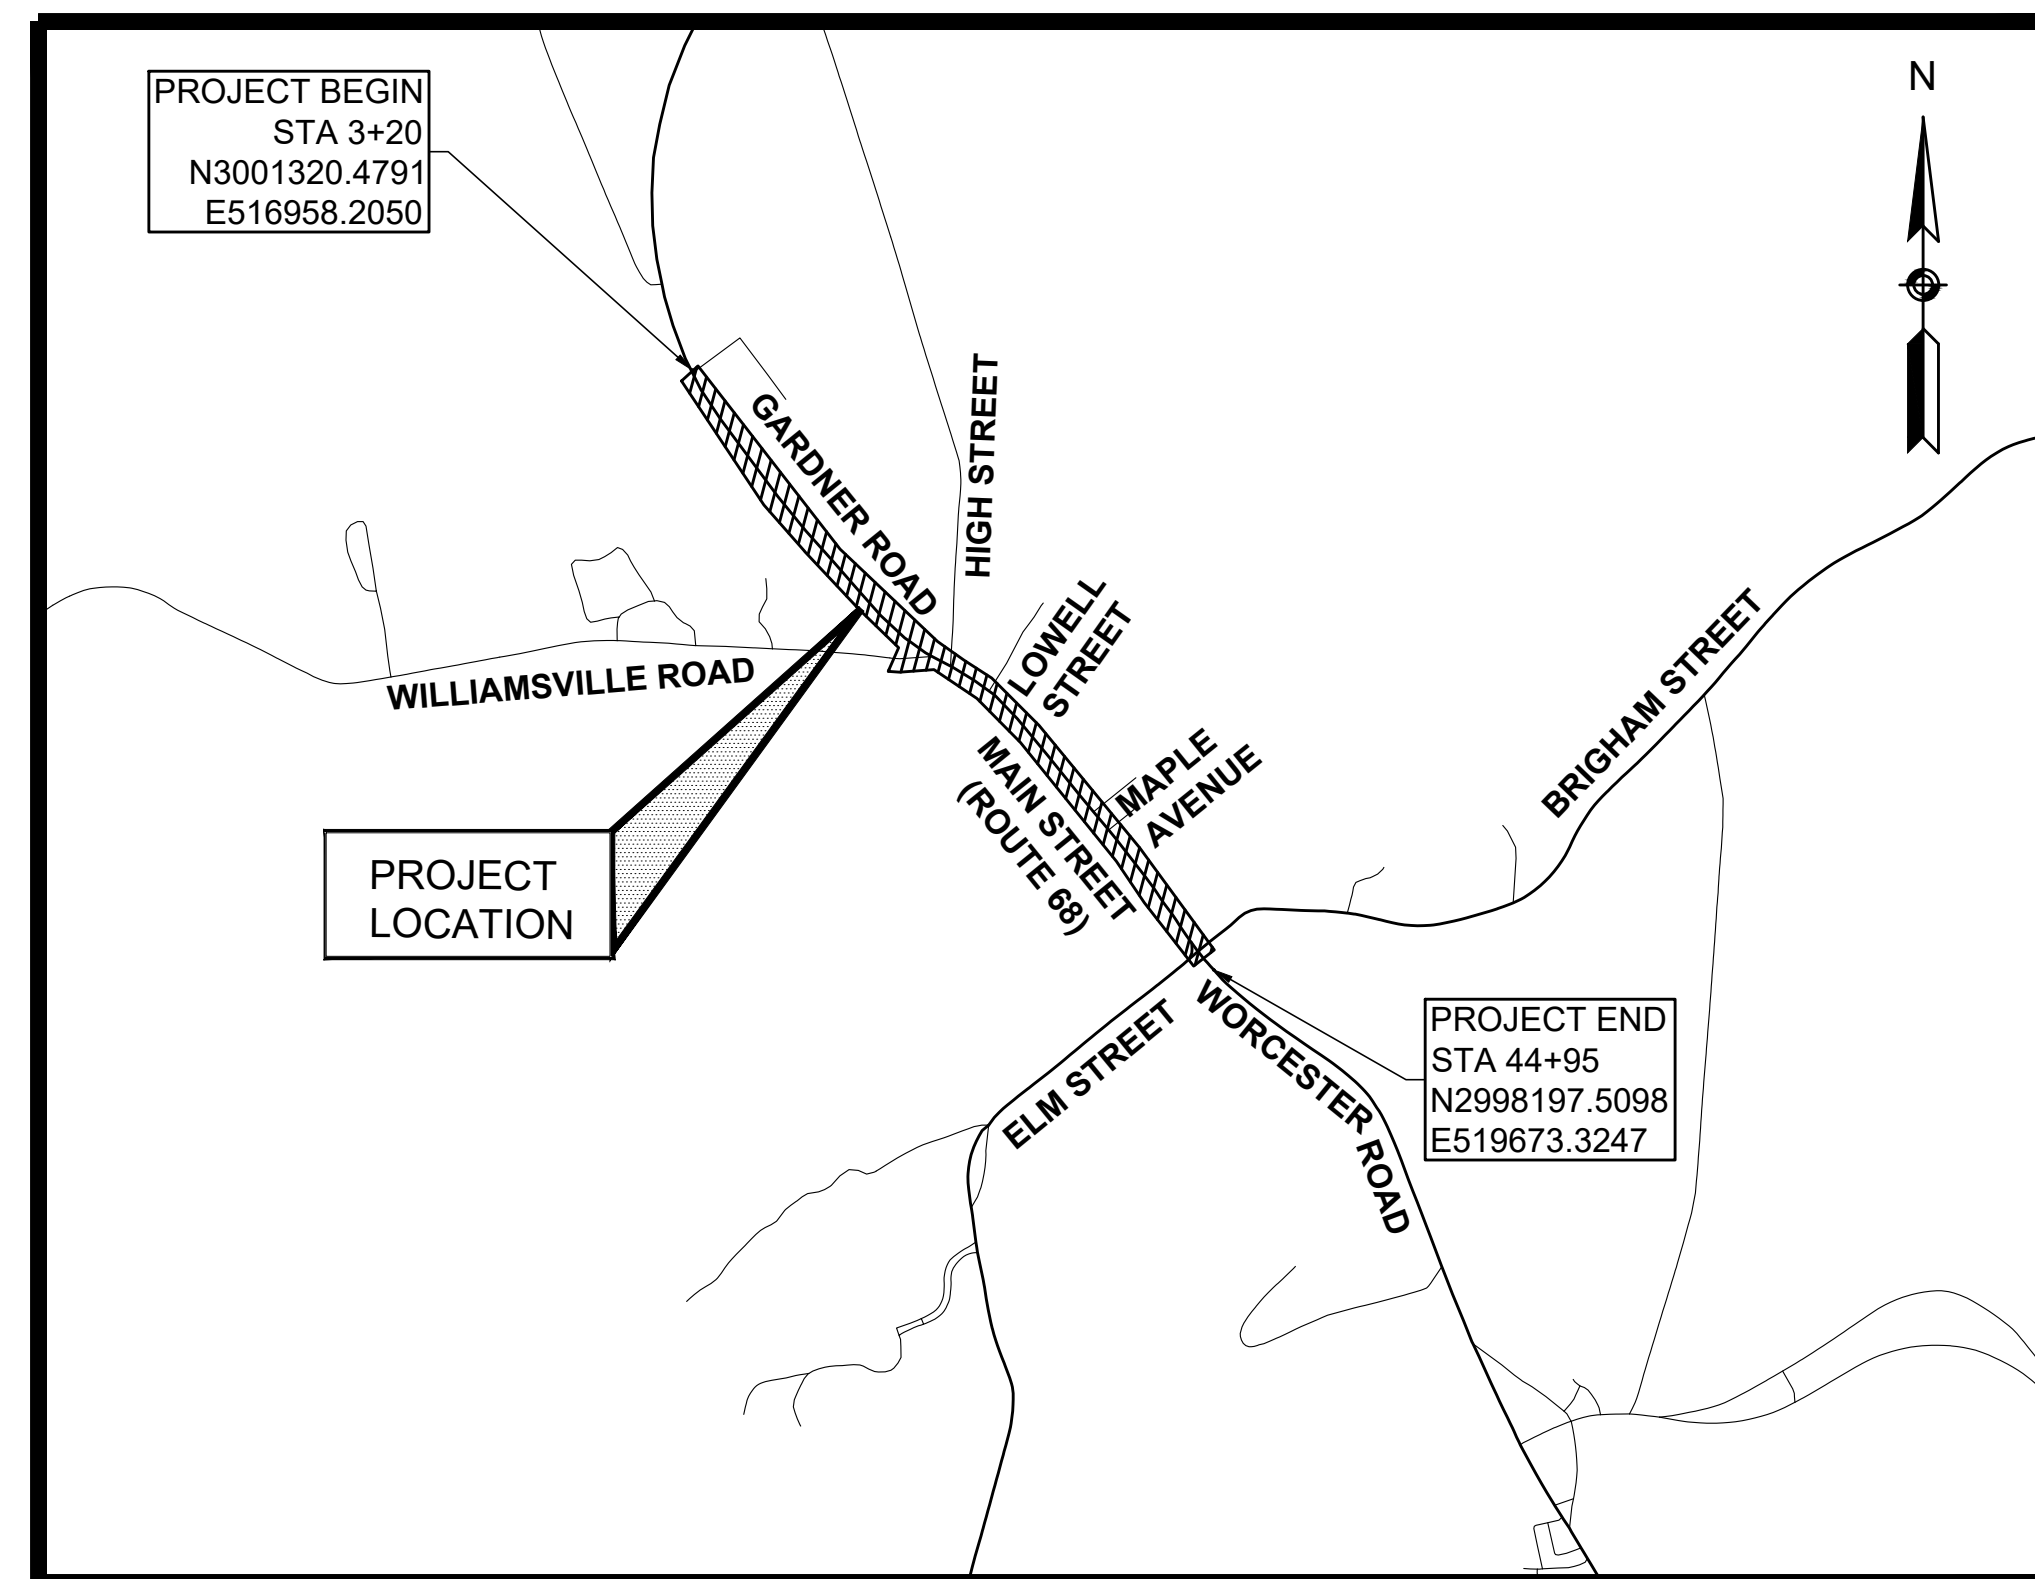 PROJECT BEGIN
STA 3+20
N3001320.4791
E516958.2050
N
GARDNER ROAD
HIGH STREET
LOWELL
STREET
WILLIAMSVILLE ROAD
MAPLE
AVENUE
MAIN STREET
(ROUTE 68)
BRIGHAM STREET
PROJECT
LOCATION
ELM STREET
WORCESTER ROAD
PROJECT END
STA 44+95
N2998197.5098
E519673.3247